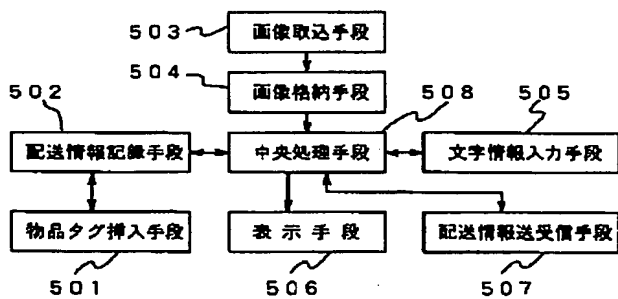 503
画像取込手段
504
画像格納手段
502
508
505
配送情報記録手段
中央処理手段
文字情報入力手段
物品タグ挿入手段
表示手段
配送情報送受信手段
501
506
507